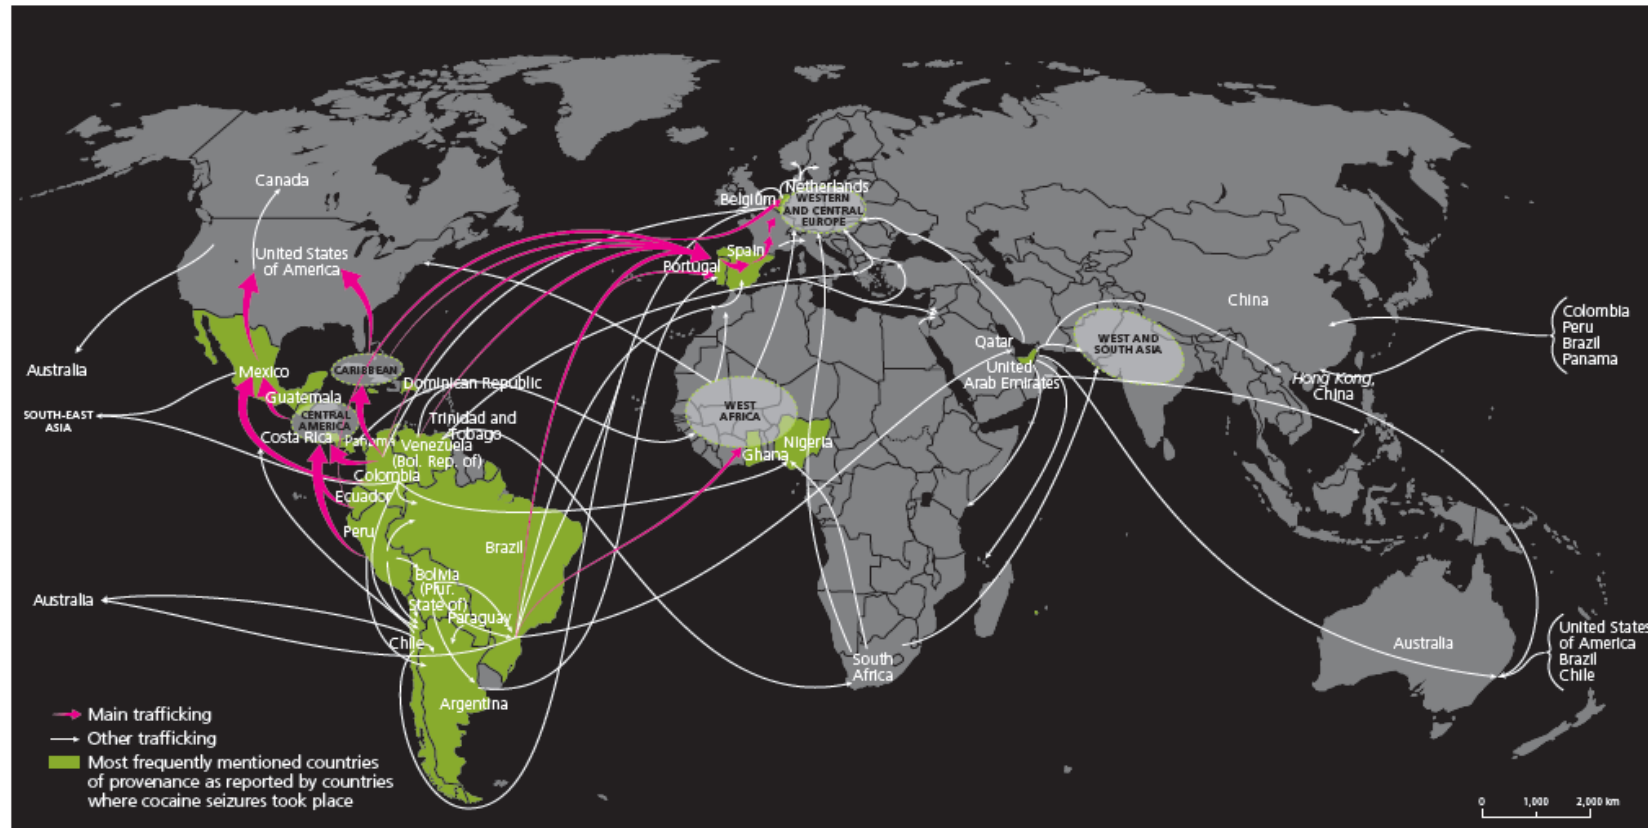 Canada
United States
of America
Australia
SOUTH-EAST
ASIA
Mexico
Guatemala
CENTRAL
AMERICA
Costa Rica
Panama
CARIBBEAN
Dominican Republic
Trinidad and
Tobago
Venezuela
(Bol. Rep. of)
Colombia
Ecuador
Peru
Brazil
Bolivia
(Plur.
State of)
Paraguay
Chile
Argentina
Australia
Netherlands
Belgium
WESTERN
AND CENTRAL
EUROPE
Spain
Portugal
WEST
AFRICA
Ghana
Nigeria
South
Africa
Qatar
United
Arab Emirates
WEST AND
SOUTH ASIA
China
Hong Kong,
China
Colombia
Peru
Brazil
Panama
Australia
United States
of America
Brazil
Chile
Main trafficking
Other trafficking
Most frequently mentioned countries
of provenance as reported by countries
where cocaine seizures took place
0 1,000 2,000 km